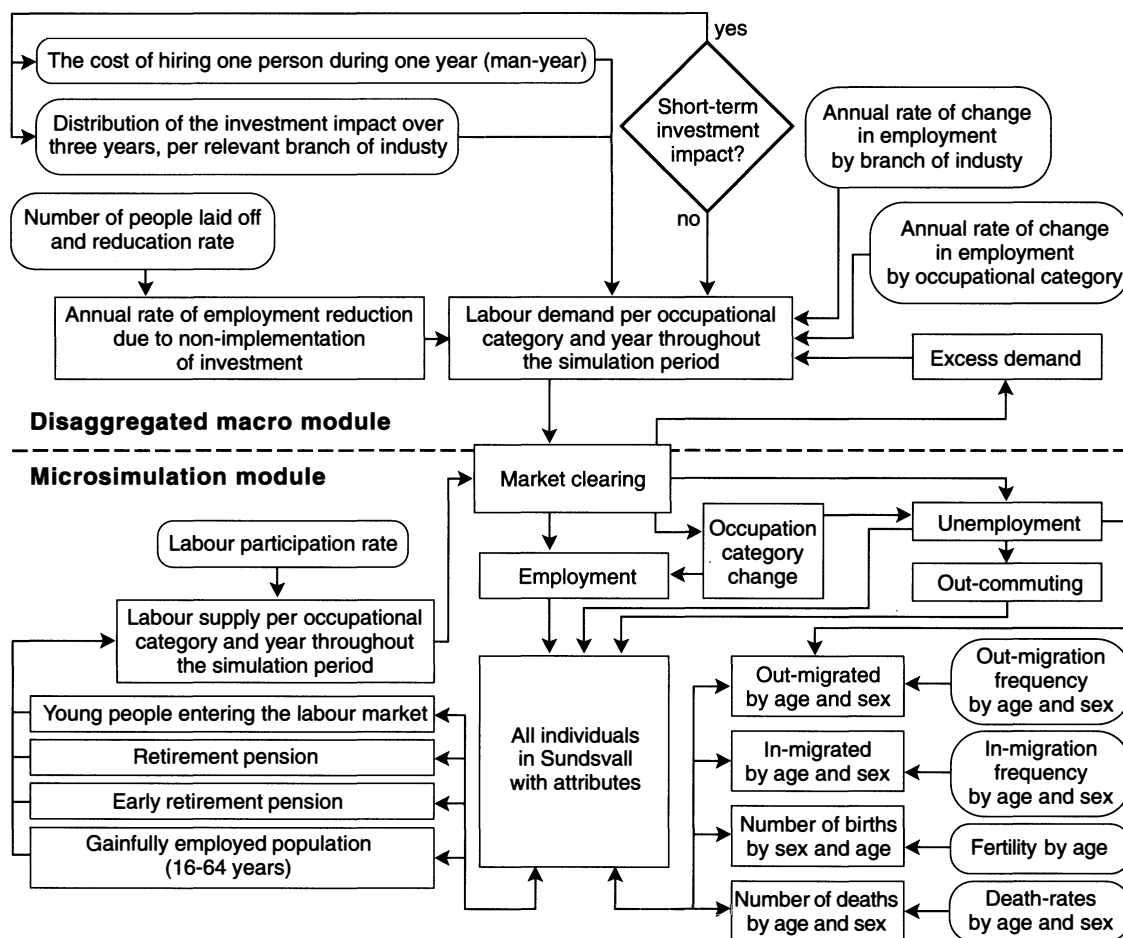 yes
The cost of hiring one person during one year (man-year)
Short-term
investment
impact?
Distribution of the investment impact over
three years, per relevant branch of industy
Annual rate of change
in employment
by branch of industy
no
Number of people laid off
and reducation rate
Annual rate of change
in employment
by occupational category
Annual rate of employment reduction
due to non-implementation
of investment
Labour demand per occupational
category and year throughout
the simulation period
Excess demand
Disaggregated macro module
Microsimulation module
Market clearing
Labour participation rate
Occupation
category
change
Unemployment
Employment
Out-commuting
Labour supply per occupational
category and year throughout
the simulation period
Young people entering the labour market
Retirement pension
Early retirement pension
Gainfully employed population
(16-64 years)
All individuals
in Sundsvall
with attributes
Out-migrated
by age and sex
Out-migration
frequency
by age and sex
In-migrated
by age and sex
In-migration
frequency
by age and sex
Number of births
by sex and age
Fertility by age
Number of deaths
by age and sex
Death-rates
by age and sex